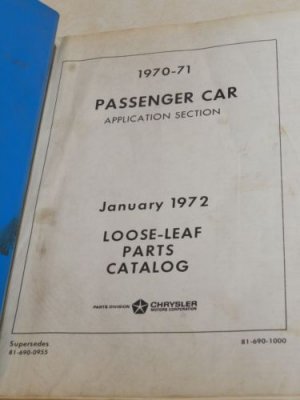 1970-71
PASSENGER CAR
APPLICATION SECTION
January 1972
LOOSE-LEAF
PARTS
CATALOG
PARTS DIVISION CHRYSLER
MOTORS CORPORATION
Supersedes
81-690-0955
81-690-1000